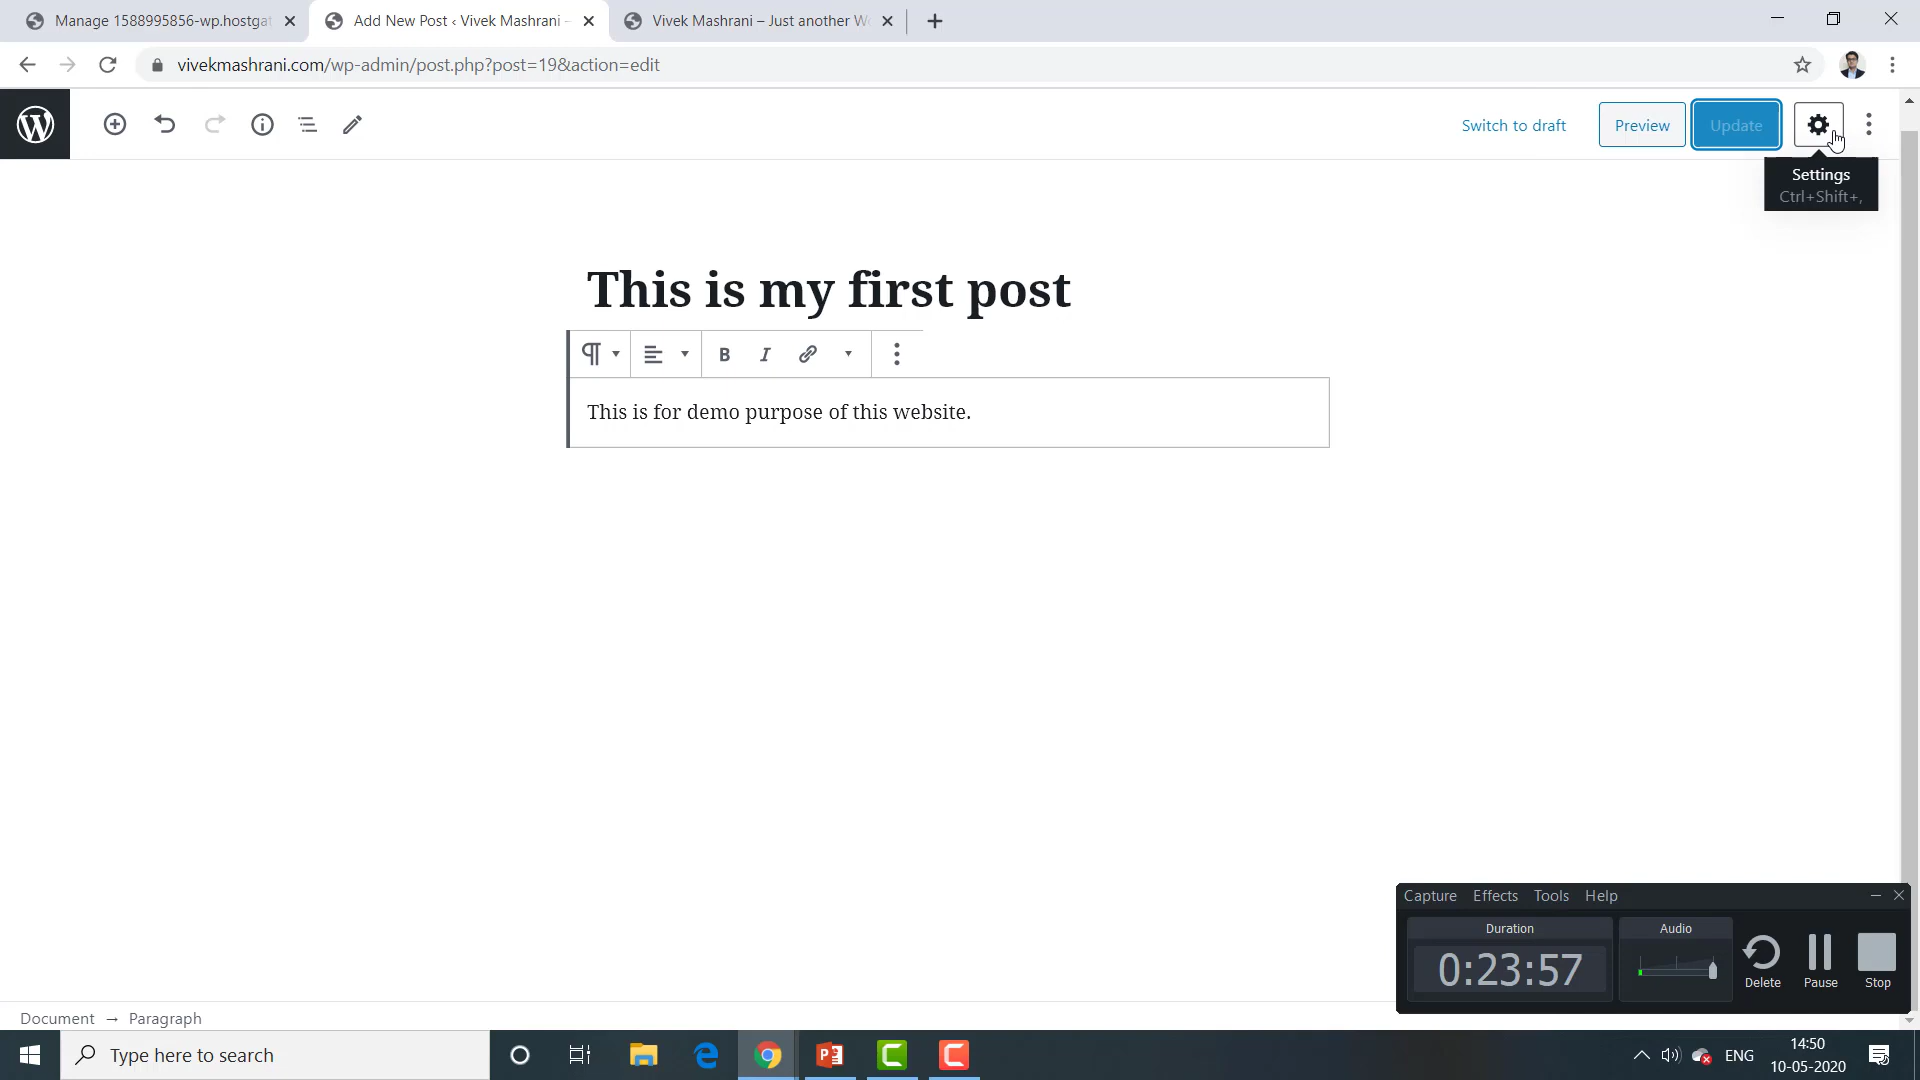 Manage 1588995856-wp.hostgat
Add New Post ‹ Vivek Mashrani –
Vivek Mashrani – Just another Wo
vivekmashrani.com/wp-admin/post.php?post=19&action=edit
Switch to draft
Preview
Update
Settings
Ctrl+Shift+,
This is my first post
B I
This is for demo purpose of this website.
Capture Effects Tools Help
Duration
Audio
0:23:57
Delete
Pause
Stop
Document → Paragraph
Type here to search
ENG
14:50
10-05-2020